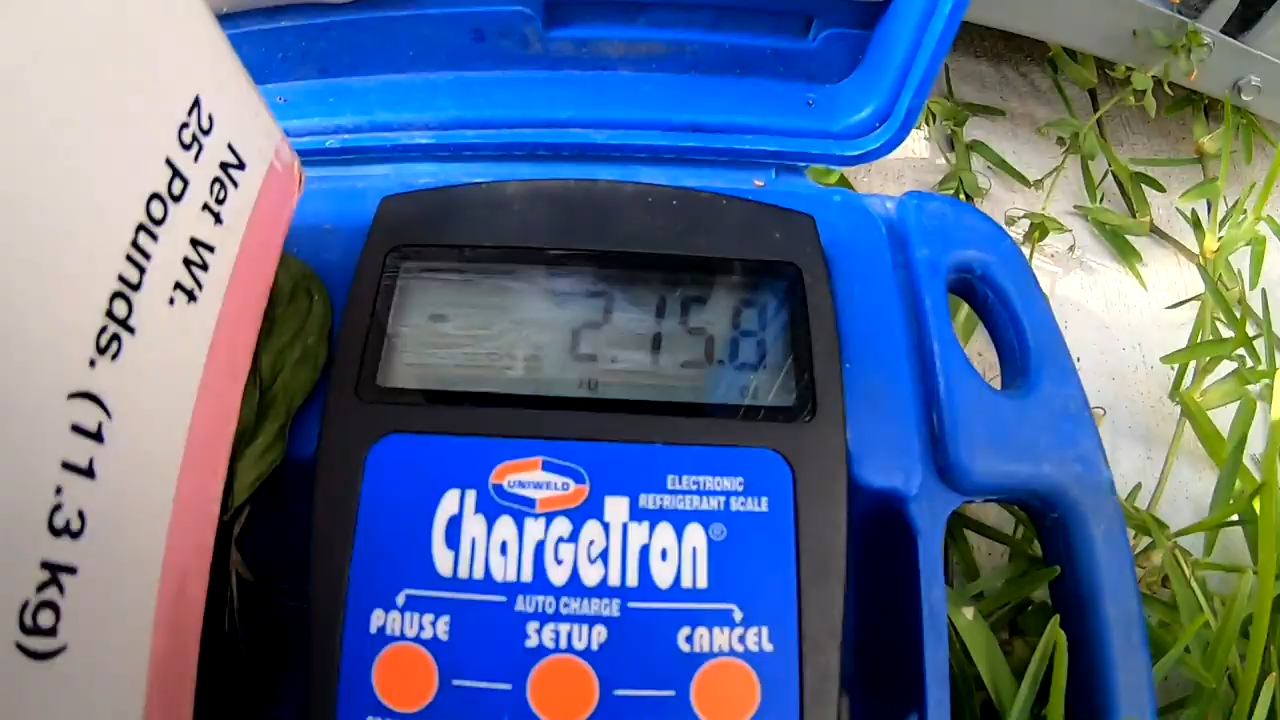 Net Wt.
25 Pounds. (11.3 kg)
- 2.15.8
UNIWELD
ELECTRONIC
REFRIGERANT SCALE
ChargeTron®
AUTO CHARGE
PAUSE
SETUP
CANCEL